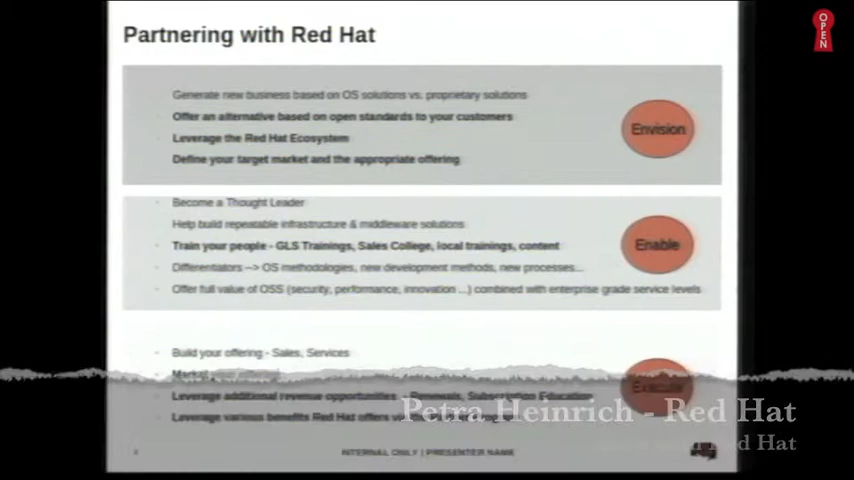 OPEN
Partnering with Red Hat
Generate new business based on OS solutions vs. proprietary solutions
Offer an alternative based on open standards to your customers
Leverage the Red Hat Ecosystem
Define your target market and the appropriate offering
Envision
Become a Thought Leader
Help build repeatable infrastructure & middleware solutions
Train your people - GLS Trainings, Sales College, local trainings, content
Differentiators --> OS methodologies, new development methods, new processes...
Offer full value of OSS (security, performance, innovation ...) combined with enterprise grade service levels
Enable
Build your offering - Sales, Services
Leverage additional revenue opportunities - Renewals, Education
Leverage various benefits Red Hat offers
Execute
Petra Heinrich - Red Hat
Hat
INTERNAL ONLY | PRESENTER NAME